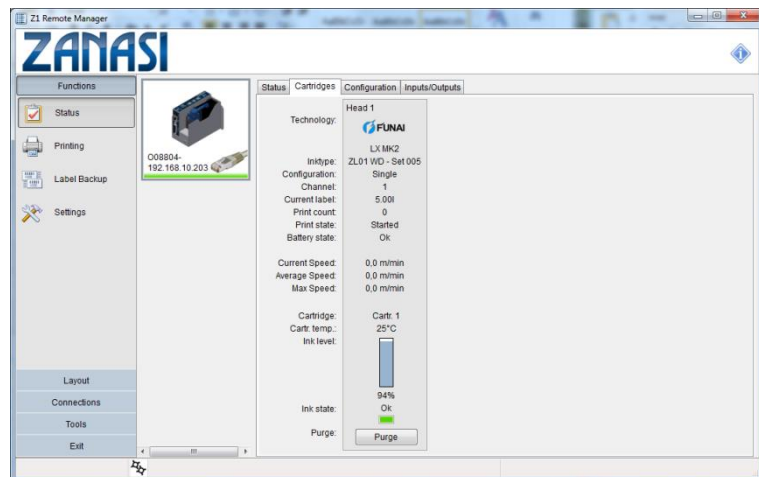 Z1 Remote Manager
ZANASI
Functions
Status
Printing
Label Backup
Settings
Layout
Connections
Tools
Exit
O08804-
192.168.10.203
Status Cartridges Configuration Inputs/Outputs
Head 1
Technology:
FUNAI
LX MK2
Inktype: ZL01 WD - Set 005
Configuration: Single
Channel: 1
Current label: 5.00l
Print count: 0
Print state: Started
Battery state: Ok
Current Speed: 0,0 m/min
Average Speed: 0,0 m/min
Max Speed: 0,0 m/min
Cartridge: Cartr. 1
Cartr. temp.: 25°C
Ink level:
94%
Ink state: Ok
Purge: Purge